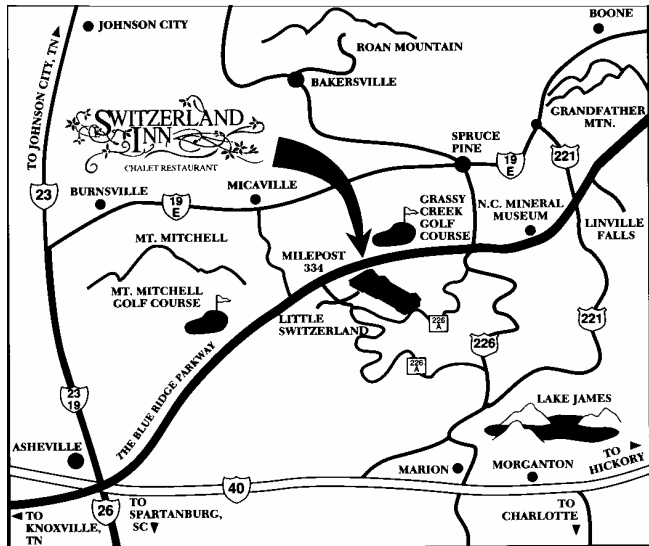 BOONE
JOHNSON CITY
ROAN MOUNTAIN
TO JOHNSON CITY, TN
BAKERSVILLE
GRANDFATHER
MTN.
SWITZERLAND
INN
CHALET RESTAURANT
SPRUCE
PINE
19
E
221
23
BURNSVILLE
19
E
MICAVILLE
GRASSY
CREEK
GOLF
COURSE
N.C. MINERAL
MUSEUM
LINVILLE
FALLS
MT. MITCHELL
MILEPOST
334
MT. MITCHELL
GOLF COURSE
LITTLE
SWITZERLAND
226
A
226
221
226
A
THE BLUE RIDGE PARKWAY
23
19
LAKE JAMES
ASHEVILLE
TO
HICKORY
MARION
MORGANTON
40
26
TO
KNOXVILLE,
TN
TO
SPARTANBURG,
SC
TO
CHARLOTTE